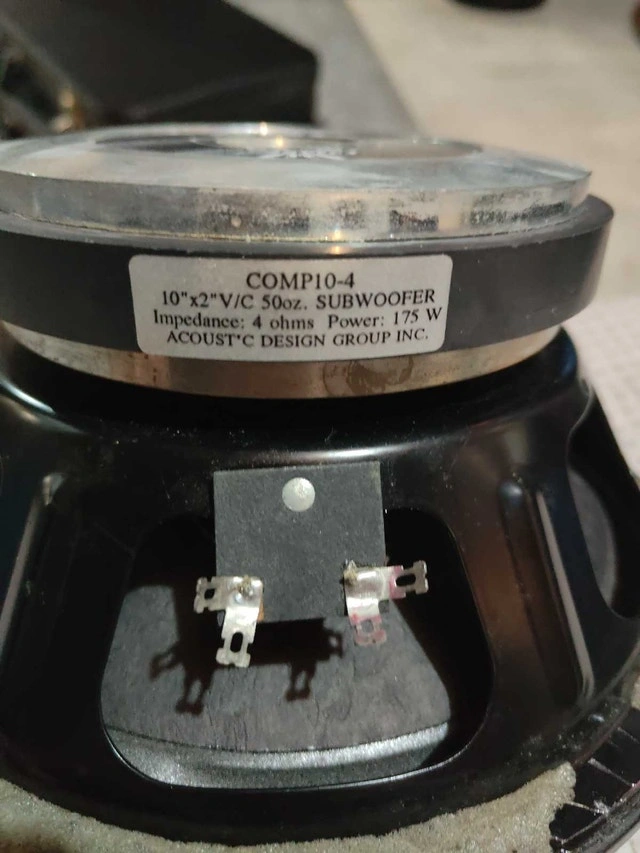 COMP10-4
10"x2"V/C 50oz. SUBWOOFER
Impedance: 4 ohms Power: 175 W
ACOUST'C DESIGN GROUP INC.